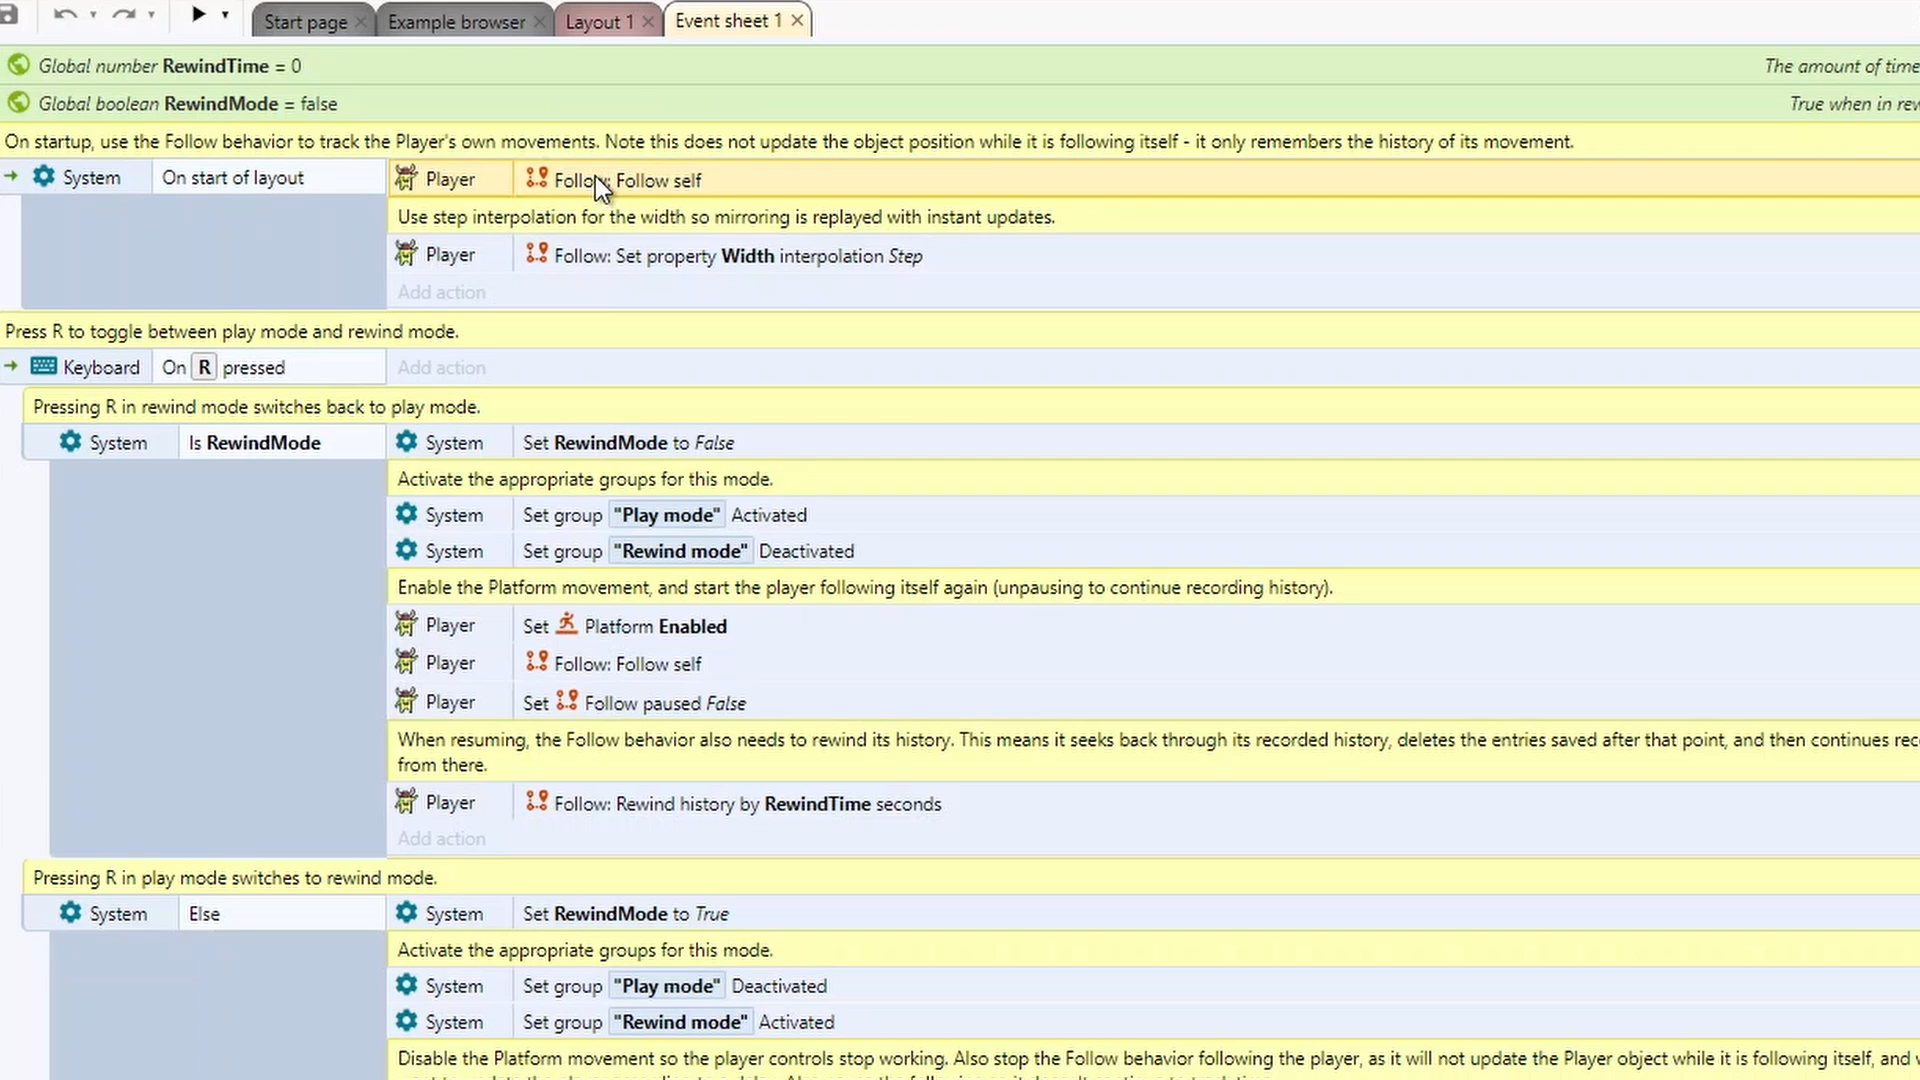 Start page
Example browser
Layout 1
Event sheet 1
Global number RewindTime = 0
The amount of time
Global boolean RewindMode = false
True when in rew
On startup, use the Follow behavior to track the Player's own movements. Note this does not update the object position while it is following itself - it only remembers the history of its movement.
System On start of layout Player Follow: Follow self
Use step interpolation for the width so mirroring is replayed with instant updates.
Player Follow: Set property Width interpolation Step
Add action
Press R to toggle between play mode and rewind mode.
Keyboard On R pressed Add action
Pressing R in rewind mode switches back to play mode.
System Is RewindMode System Set RewindMode to False
Activate the appropriate groups for this mode.
System Set group "Play mode" Activated
System Set group "Rewind mode" Deactivated
Enable the Platform movement, and start the player following itself again (unpausing to continue recording history).
Player Set Platform Enabled
Player Follow: Follow self
Player Set Follow paused False
When resuming, the Follow behavior also needs to rewind its history. This means it seeks back through its recorded history, deletes the entries saved after that point, and then continues rec
from there.
Player Follow: Rewind history by RewindTime seconds
Add action
Pressing R in play mode switches to rewind mode.
System Else System Set RewindMode to True
Activate the appropriate groups for this mode.
System Set group "Play mode" Deactivated
System Set group "Rewind mode" Activated
Disable the Platform movement so the player controls stop working. Also stop the Follow behavior following the player, as it will not update the Player object while it is following itself, and